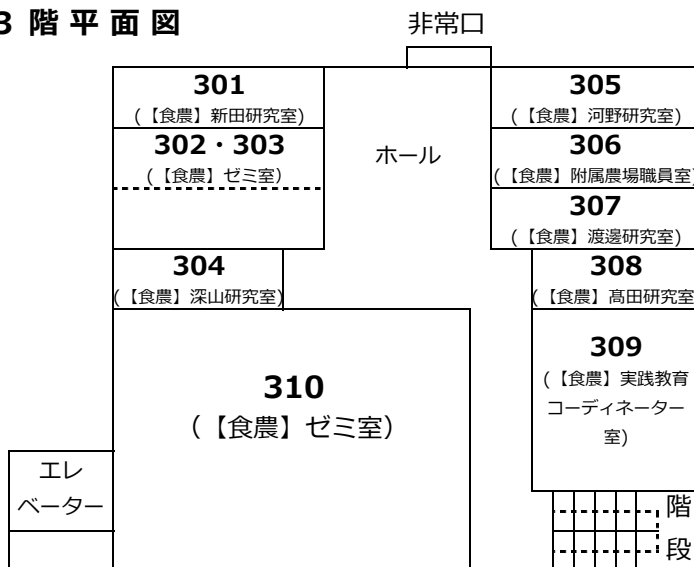 3 階 平 面 図
非常口
301
(【食農】新田研究室)
302・303
(【食農】ゼミ室)
304
(【食農】深山研究室)
ホール
305
(【食農】河野研究室)
306
(【食農】附属農場職員室)
307
(【食農】渡邊研究室)
308
(【食農】髙田研究室
309
(【食農】実践教育
コーディネーター
室)
310
(【食農】ゼミ室)
エレ
ベーター
階
段